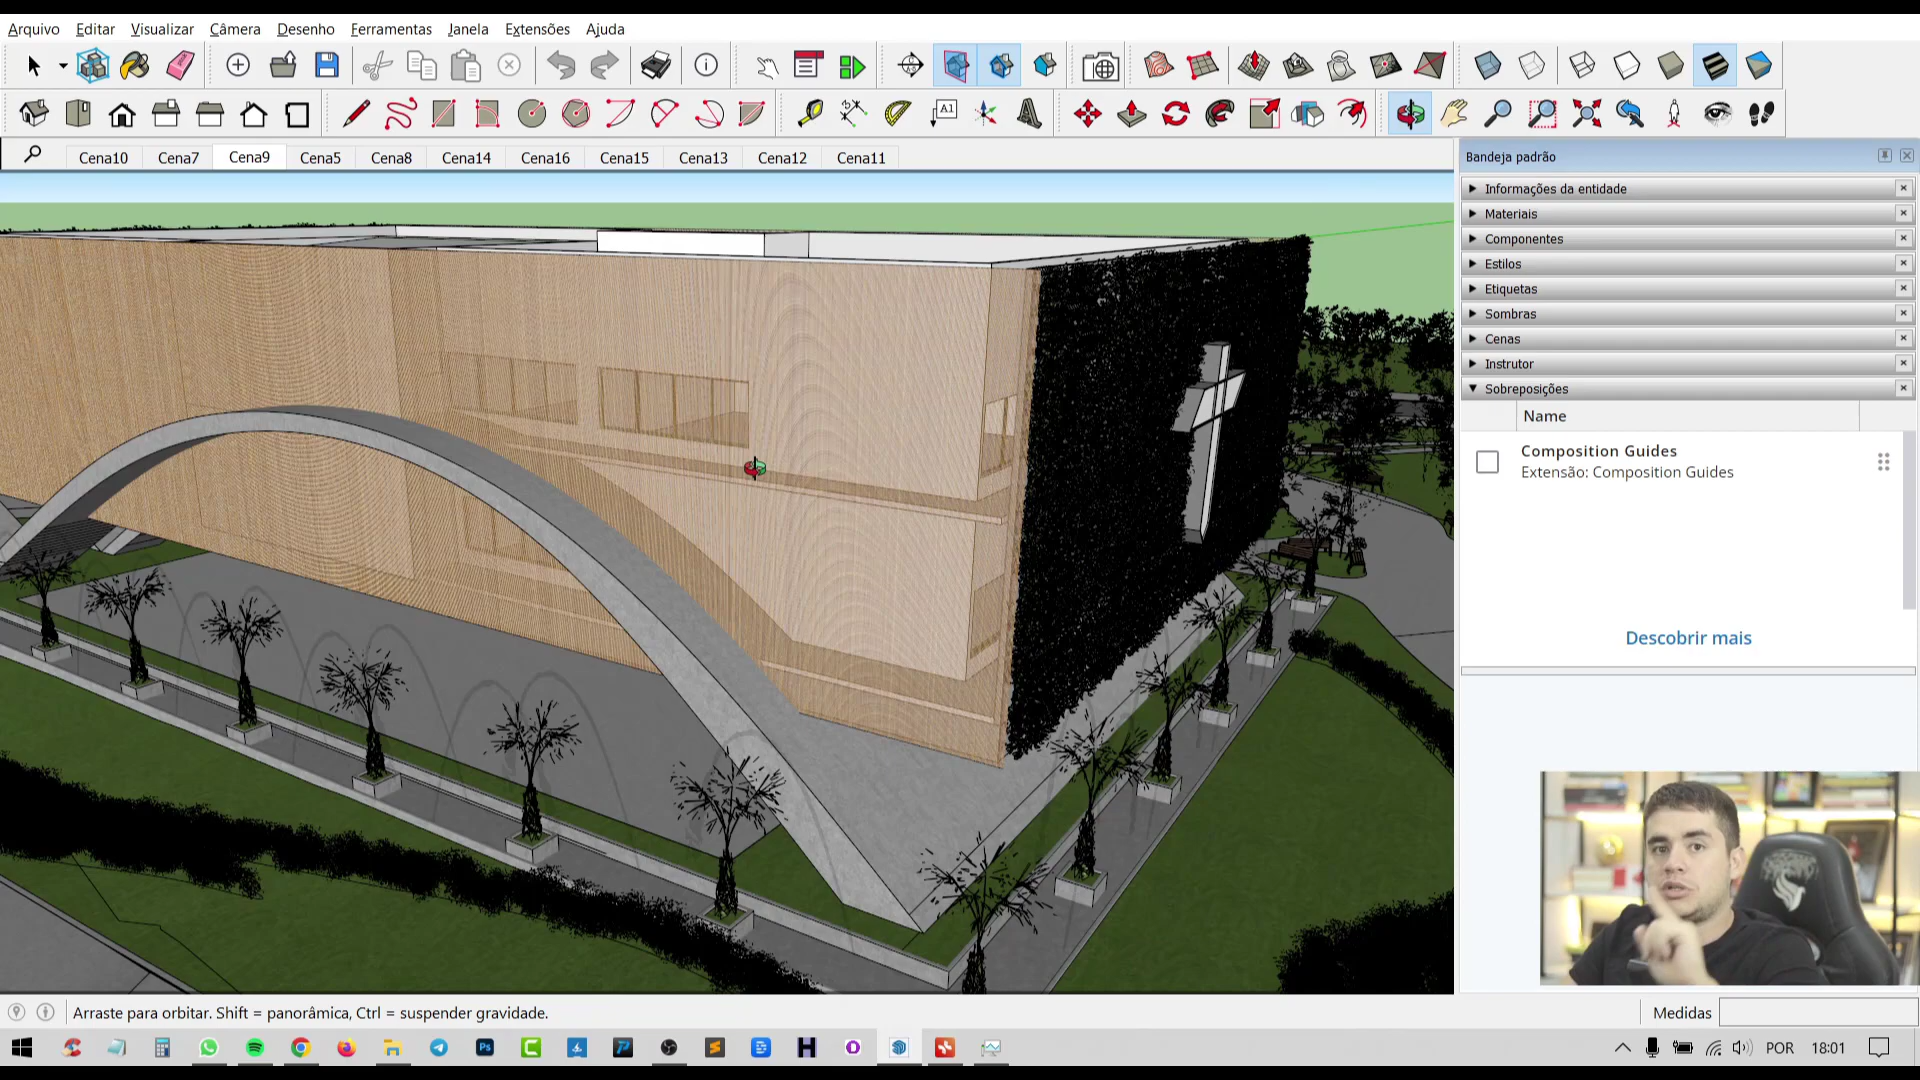 Arquivo Editar Visualizar Câmera Desenho Ferramentas Janela Extensões Ajuda
A1
Cena10 Cena7 Cena9 Cena5 Cena8 Cena14 Cena16 Cena15 Cena13 Cena12 Cena11
Bandeja padrão
Informações da entidade
Materiais
Componentes
Estilos
Etiquetas
Sombras
Cenas
Instrutor
Sobreposições
Name
Composition Guides
Extensão: Composition Guides
Descobrir mais
Arraste para orbitar. Shift = panorâmica, Ctrl = suspender gravidade.
Medidas
Ps
POR
18:01